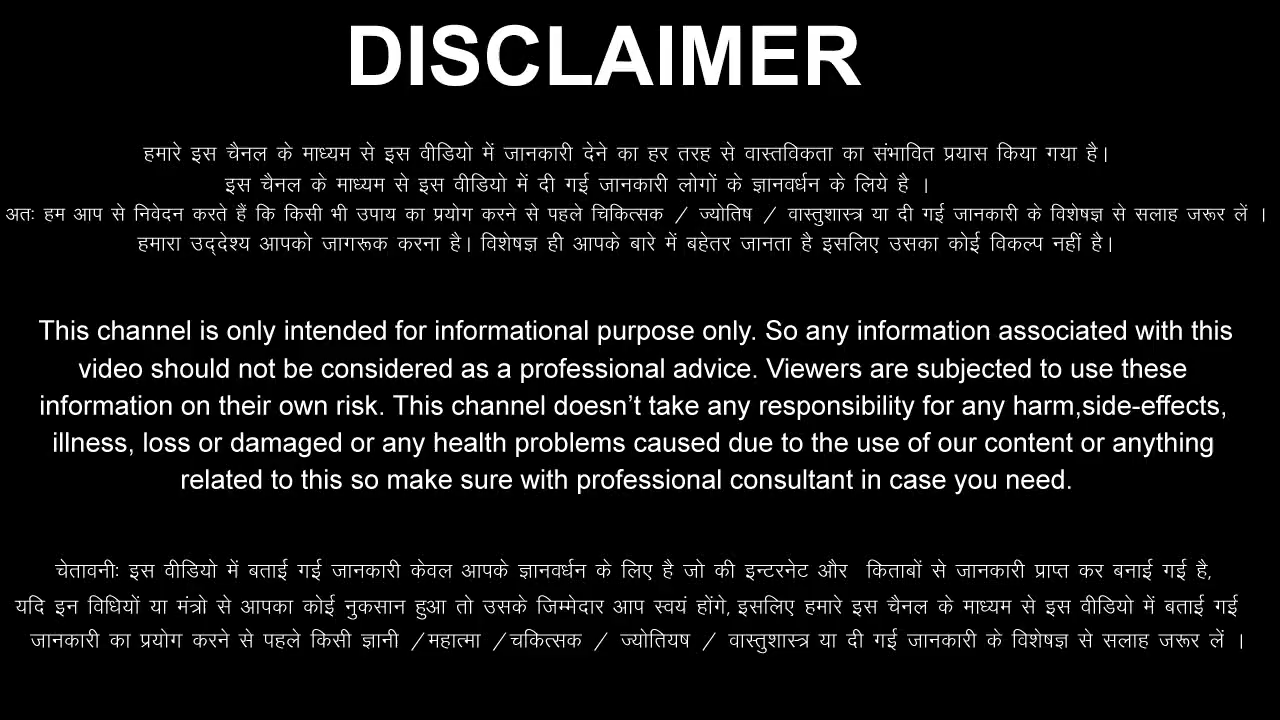 DISCLAIMER
हमारे इस चैनल के माध्यम से इस वीडियो में जानकारी देने का हर तरह से वास्तविकता का संभावित प्रयास किया गया है।
इस चैनल के माध्यम से इस वीडियो में दी गई जानकारी लोगों के ज्ञानवर्धन के लिये है ।
अतः हम आप से निवेदन करते हैं कि किसी भी उपाय का प्रयोग करने से पहले चिकित्सक / ज्योतिष / वास्तुशास्त्र या दी गई जानकारी के विशेषज्ञ से सलाह जरूर लें ।
हमारा उद्देश्य आपको जागरूक करना है। विशेषज्ञ ही आपके बारे में बहेतर जानता है इसलिए उसका कोई विकल्प नहीं है।
This channel is only intended for informational purpose only. So any information associated with this
video should not be considered as a professional advice. Viewers are subjected to use these
information on their own risk. This channel doesn’t take any responsibility for any harm,side-effects,
illness, loss or damaged or any health problems caused due to the use of our content or anything
related to this so make sure with professional consultant in case you need.
चेतावनीः इस वीडियो में बताई गई जानकारी केवल आपके ज्ञानवर्धन के लिए है जो की इन्टरनेट और किताबों से जानकारी प्राप्त कर बनाई गई है,
यदि इन विधियों या मंत्रो से आपका कोई नुकसान हुआ तो उसके जिम्मेदार आप स्वयं होंगे, इसलिए हमारे इस चैनल के माध्यम से इस वीडियो में बताई गई
जानकारी का प्रयोग करने से पहले किसी ज्ञानी /महात्मा /चकित्सक / ज्योतियष / वास्तुशास्त्र या दी गई जानकारी के विशेषज्ञ से सलाह जरूर लें ।